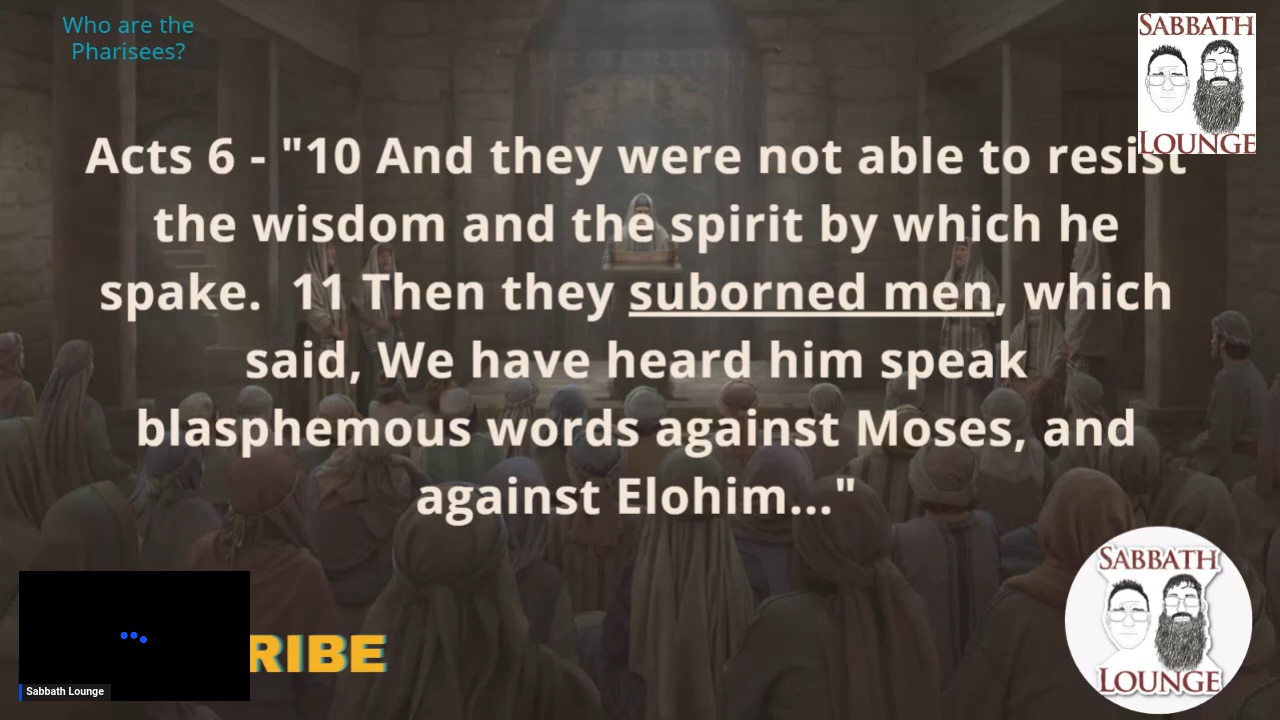 Who are the
Pharisees?
SABBATH
LOUNGE
Acts 6 - "10 And they were not able to resist
the wisdom and the spirit by which he
spake.  11 Then they suborned men, which
said, We have heard him speak
blasphemous words against Moses, and
against Elohim..."
SABBATH
LOUNGE
RIBE
Sabbath Lounge